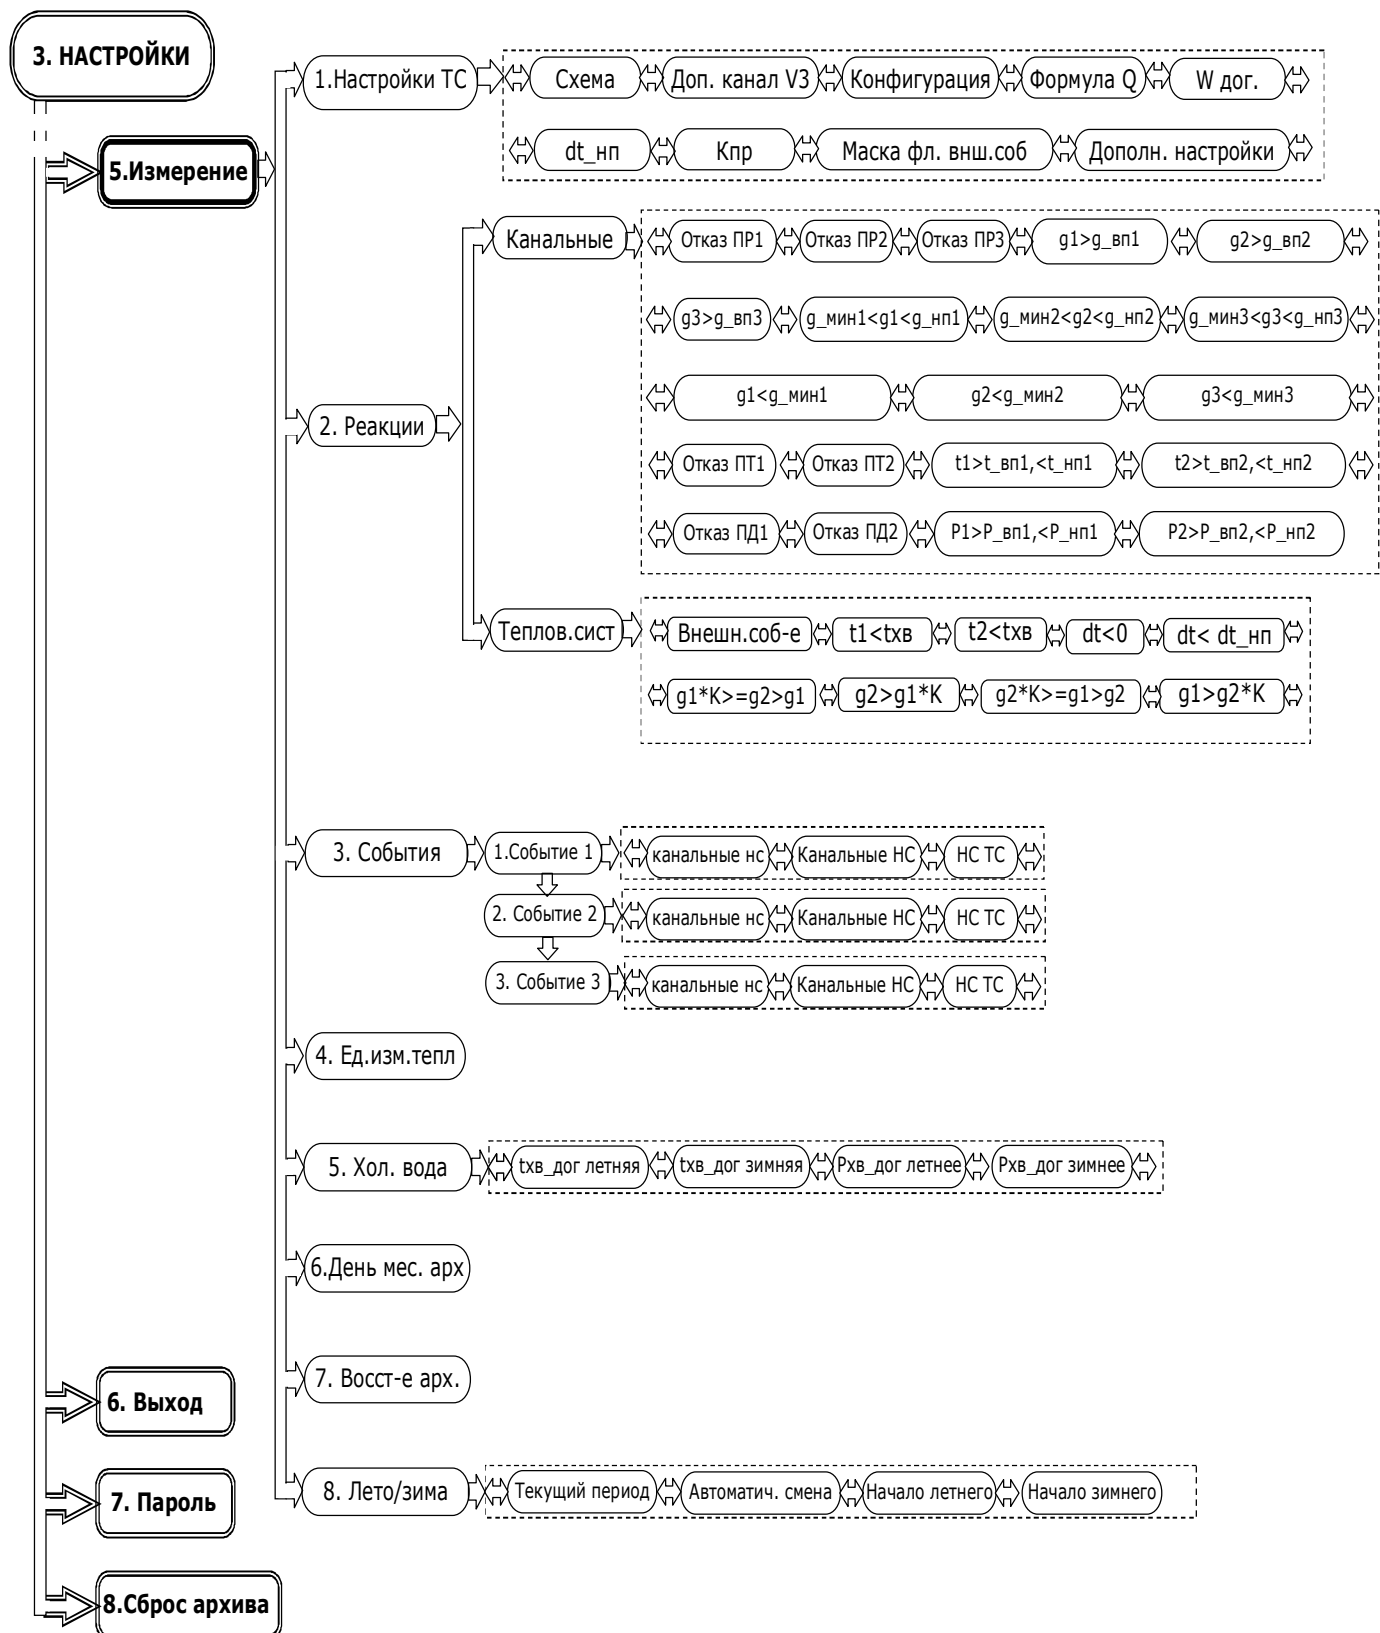 3. НАСТРОЙКИ
5.Измерение
1.Настройки ТС
Схема
Доп. канал V3
Конфигурация
Формула Q
W дог.
dt_нп
Kпр
Маска фл. внш.соб
Дополн. настройки
2. Реакции
Канальные
Отказ ПР1
Отказ ПР2
Отказ ПР3
g1>g_вп1
g2>g_вп2
g3>g_вп3
g_мин1<g1<g_нп1
g_мин2<g2<g_нп2
g_мин3<g3<g_нп3
g1<g_мин1
g2<g_мин2
g3<g_мин3
Отказ ПТ1
Отказ ПТ2
t1>t_вп1,<t_нп1
t2>t_вп2,<t_нп2
Отказ ПД1
Отказ ПД2
P1>P_вп1,<P_нп1
P2>P_вп2,<P_нп2
Теплов.сист
Внешн.соб-е
t1<tхв
t2<tхв
dt<0
dt< dt_нп
g1*K>=g2>g1
g2>g1*K
g2*K>=g1>g2
g1>g2*K
3. События
1.Событие 1
канальные нс
Канальные НС
НС ТС
2. Событие 2
канальные нс
Канальные НС
НС ТС
3. Событие 3
канальные нс
Канальные НС
НС ТС
4. Ед.изм.тепл
5. Хол. вода
tхв_дог летняя
tхв_дог зимняя
Pхв_дог летнее
Pхв_дог зимнее
6.День мес. арх
7. Восст-е арх.
6. Выход
8. Лето/зима
Текущий период
Автоматич. смена
Начало летнего
Начало зимнего
7. Пароль
8.Сброс архива